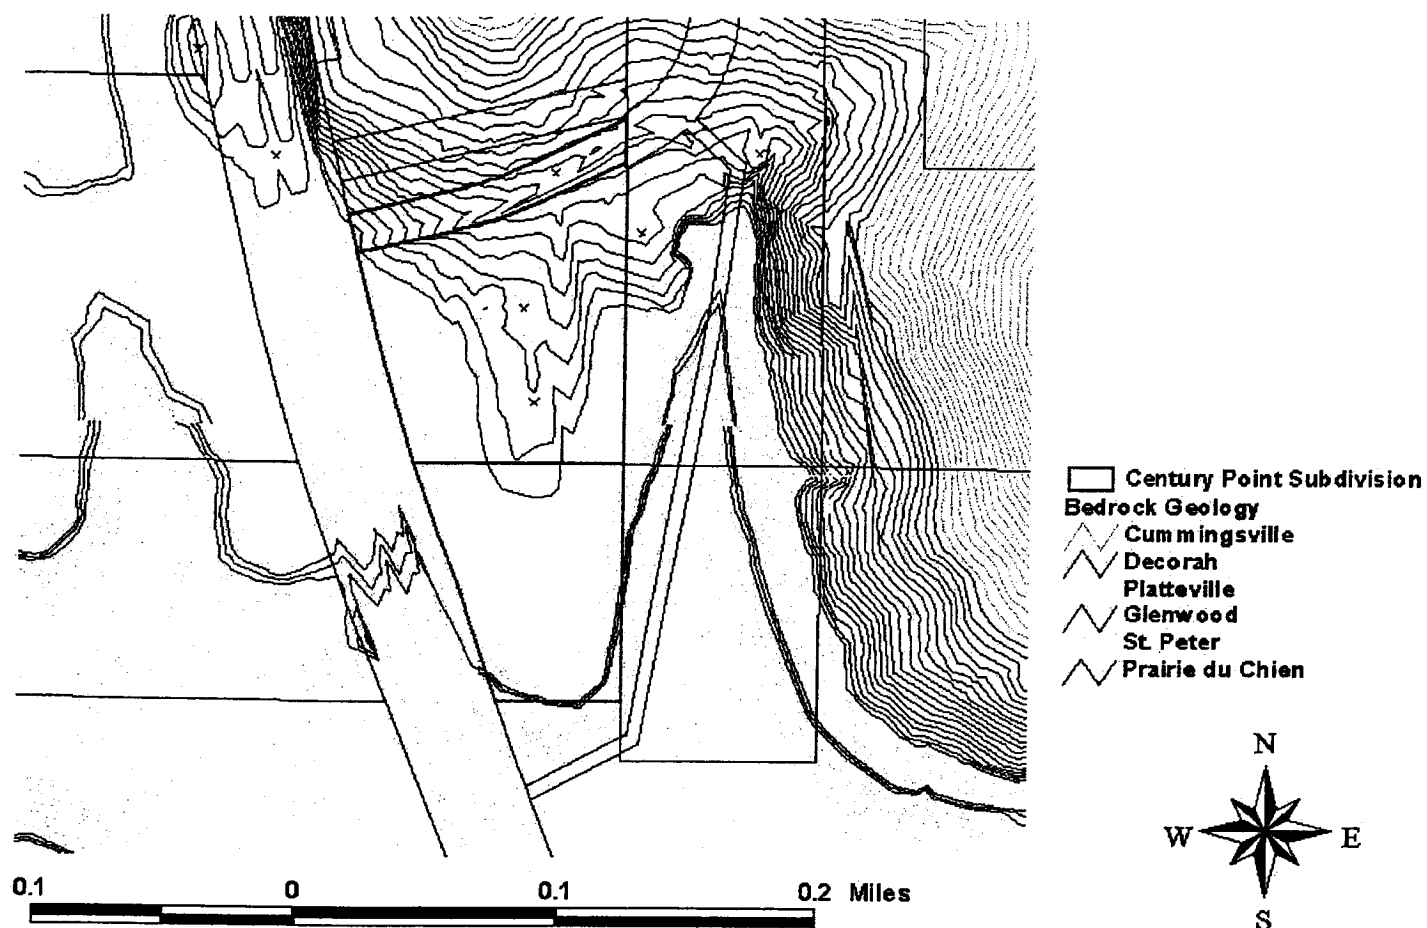 Century Point Subdivision
Bedrock Geology
Cummingsville
Decorah
Platteville
Glenwood
St. Peter
Prairie du Chien
N
W E
S
0.1 0 0.1 0.2 Miles